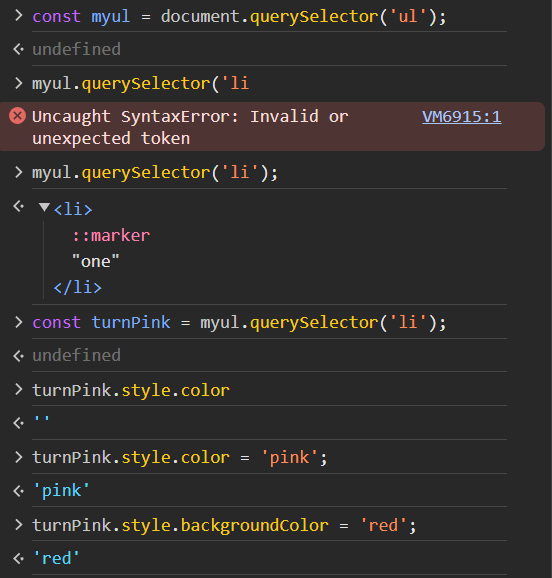 const myul = document.querySelector('ul');
undefined
myul.querySelector('li
Uncaught SyntaxError: Invalid or VM6915:1
unexpected token
myul.querySelector('li');
<li>
::marker
"one"
</li>
const turnPink = myul.querySelector('li');
undefined
turnPink.style.color
''
turnPink.style.color = 'pink';
'pink'
turnPink.style.backgroundColor = 'red';
'red'